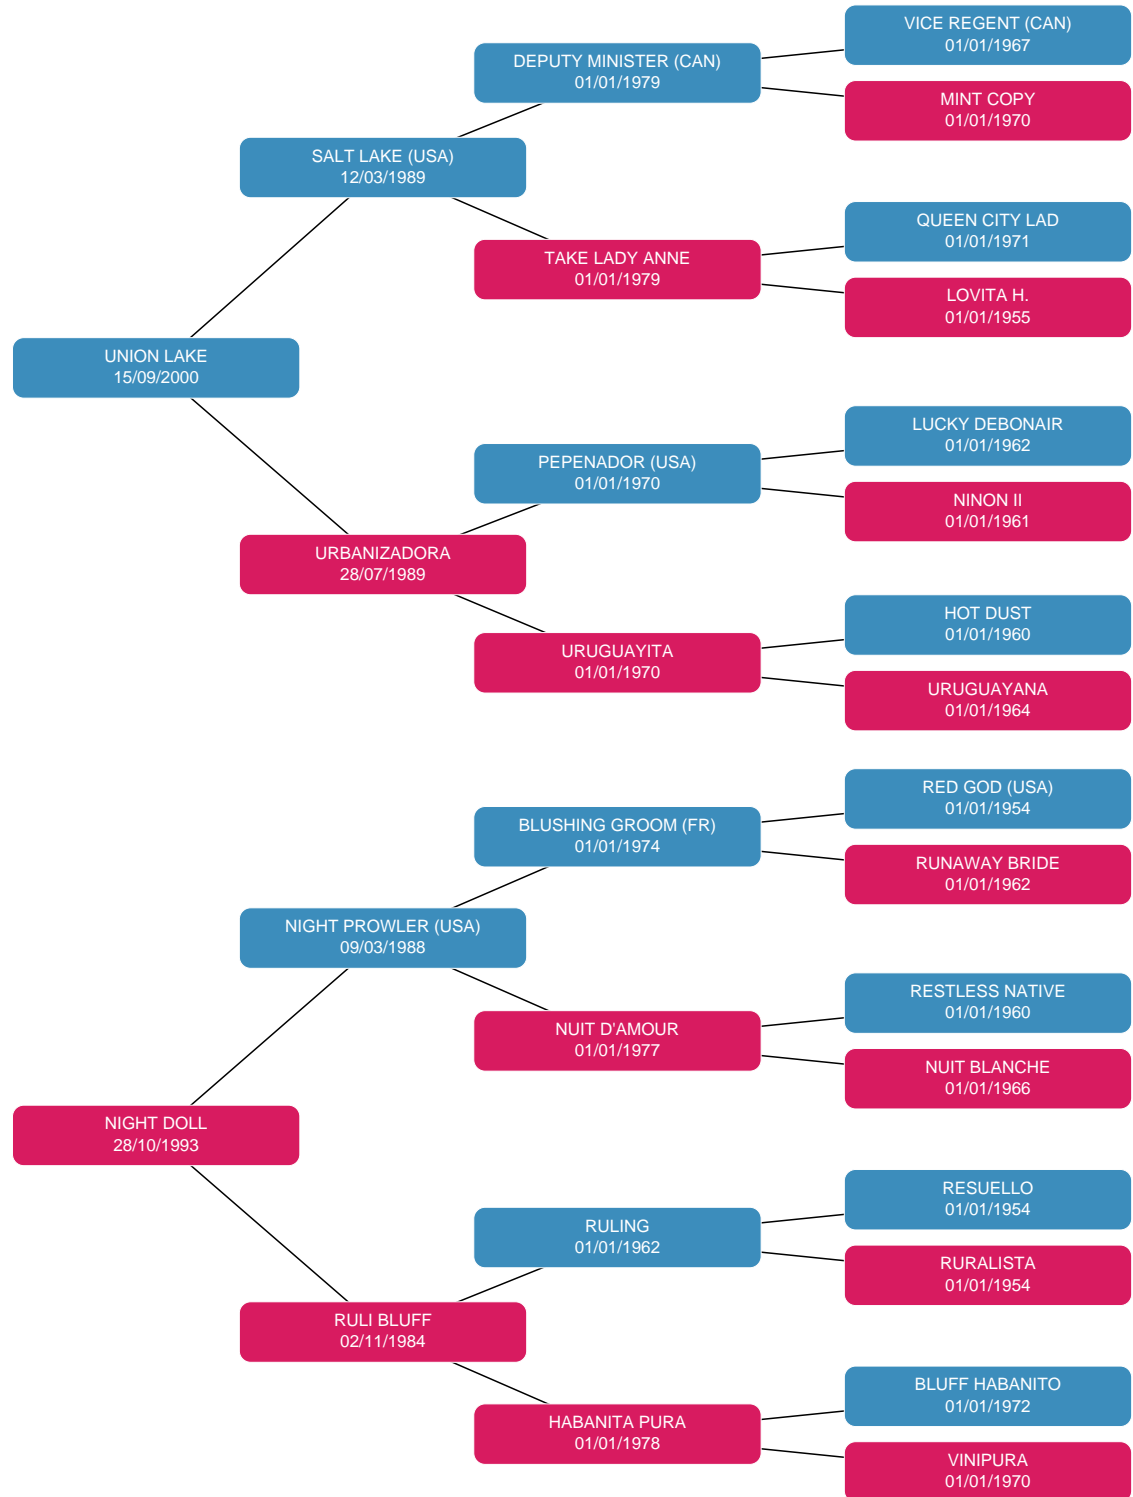 VICE REGENT (CAN)
01/01/1967
DEPUTY MINISTER (CAN)
01/01/1979
MINT COPY
01/01/1970
SALT LAKE (USA)
12/03/1989
QUEEN CITY LAD
01/01/1971
TAKE LADY ANNE
01/01/1979
LOVITA H.
01/01/1955
UNION LAKE
15/09/2000
LUCKY DEBONAIR
01/01/1962
PEPENADOR (USA)
01/01/1970
NINON II
01/01/1961
URBANIZADORA
28/07/1989
HOT DUST
01/01/1960
URUGUAYITA
01/01/1970
URUGUAYANA
01/01/1964
RED GOD (USA)
01/01/1954
BLUSHING GROOM (FR)
01/01/1974
RUNAWAY BRIDE
01/01/1962
NIGHT PROWLER (USA)
09/03/1988
RESTLESS NATIVE
01/01/1960
NUIT D'AMOUR
01/01/1977
NUIT BLANCHE
01/01/1966
NIGHT DOLL
28/10/1993
RESUELLO
01/01/1954
RULING
01/01/1962
RURALISTA
01/01/1954
RULI BLUFF
02/11/1984
BLUFF HABANITO
01/01/1972
HABANITA PURA
01/01/1978
VINIPURA
01/01/1970